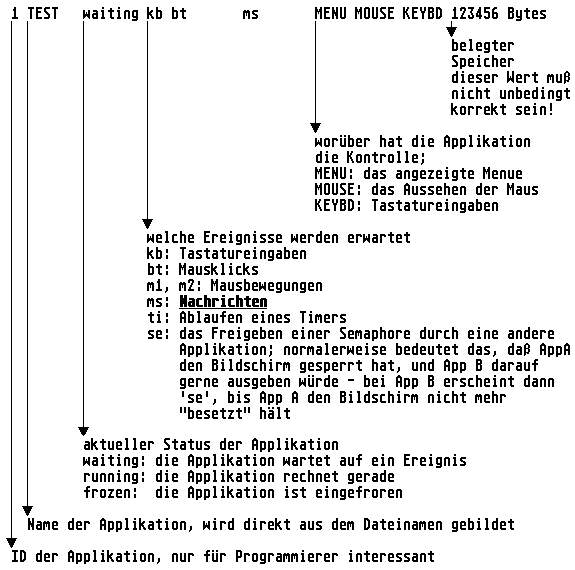 1 TEST waiting kb bt ms MENU MOUSE KEYBD 123456 Bytes
belegter
Speicher
dieser Wert muß
nicht unbedingt
korrekt sein!
worüber hat die Applikation
die Kontrolle;
MENU: das angezeigte Menue
MOUSE: das Aussehen der Maus
KEYBD: Tastatureingaben
welche Ereignisse werden erwartet
kb: Tastatureingaben
bt: Mausklicks
m1, m2: Mausbewegungen
ms: Nachrichten
ti: Ablaufen eines Timers
se: das Freigeben einer Semaphore durch eine andere
Applikation; normalerweise bedeutet das, daß AppA
den Bildschirm gesperrt hat, und App B darauf
gerne ausgeben würde - bei App B erscheint dann
'se', bis App A den Bildschirm nicht mehr
"besetzt" hält
aktueller Status der Applikation
waiting: die Applikation wartet auf ein Ereignis
running: die Applikation rechnet gerade
frozen: die Applikation ist eingefroren
Name der Applikation, wird direkt aus dem Dateinamen gebildet
ID der Applikation, nur für Programmierer interessant